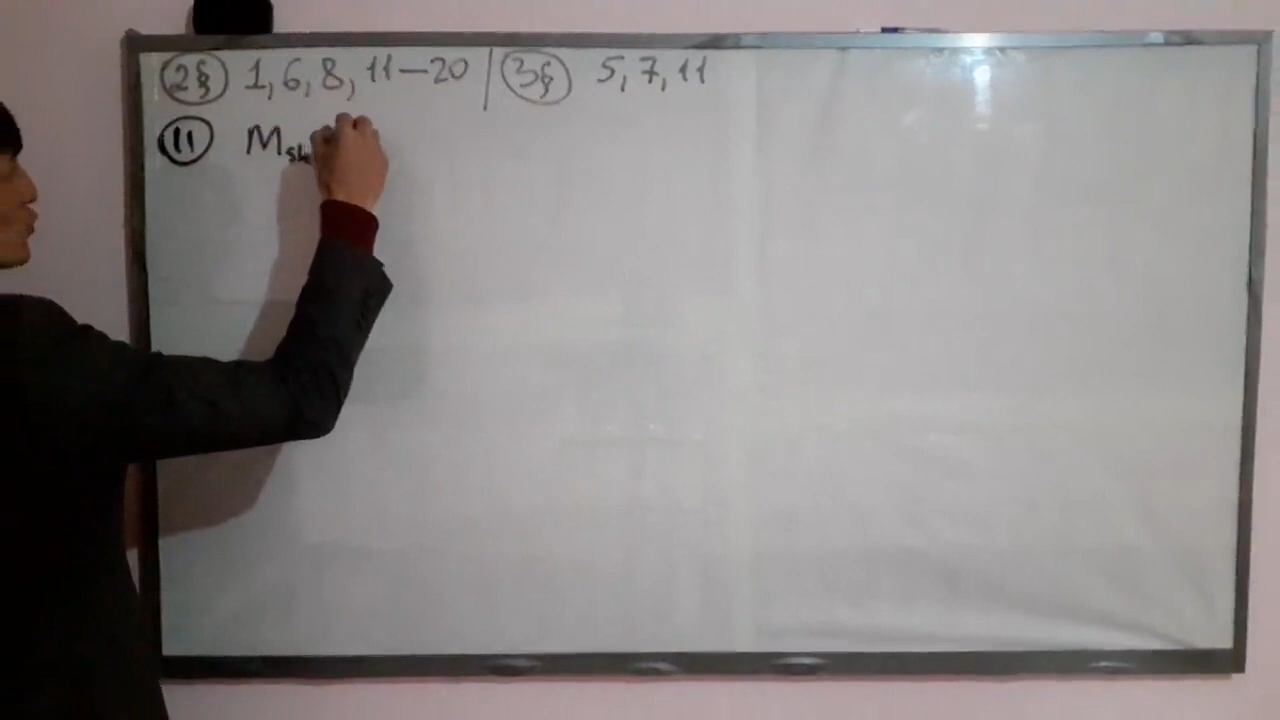 2§ 1, 6, 8, 11–20 | 3§ 5, 7, 11
11 M